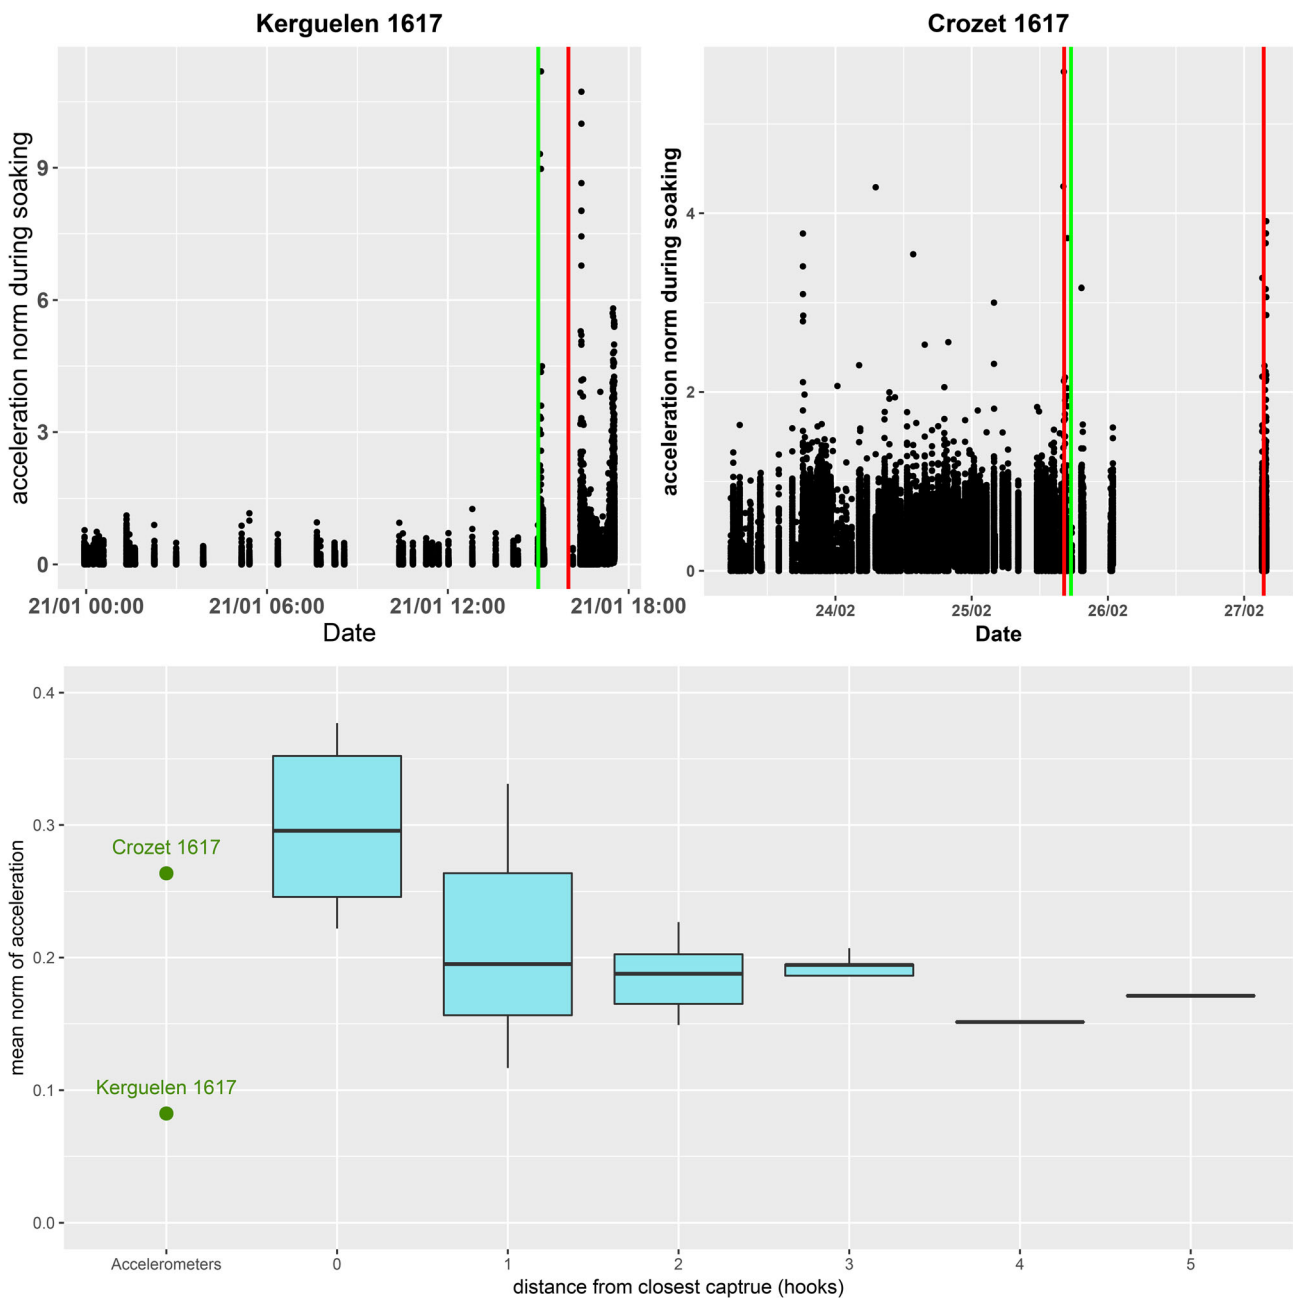 Kerguelen 1617
acceleration norm during soaking
9
6
3
0
21/01 00:00 21/01 06:00 21/01 12:00 21/01 18:00
Date
Crozet 1617
acceleration norm during soaking
4
2
0
24/02 25/02 26/02 27/02
Date
mean norm of acceleration
0.4
0.3
0.2
0.1
0.0
Crozet 1617
Kerguelen 1617
Accelerometers 0 1 2 3 4 5
distance from closest captrue (hooks)